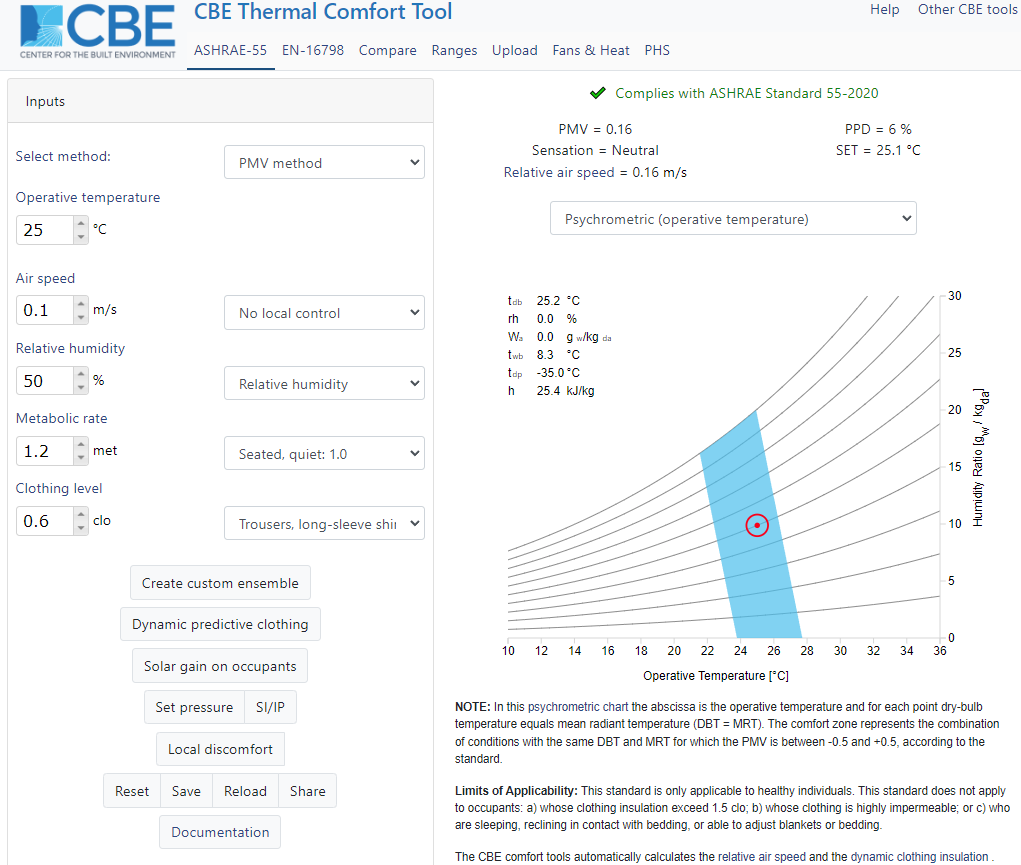 CBE
CENTER FOR THE BUILT ENVIRONMENT
CBE Thermal Comfort Tool
Help Other CBE tools
ASHRAE-55 EN-16798 Compare Ranges Upload Fans & Heat PHS
Inputs
Select method:
PMV method
Operative temperature
25 °C
Air speed
0.1 m/s
No local control
Relative humidity
50 %
Relative humidity
Metabolic rate
1.2 met
Seated, quiet: 1.0
Clothing level
0.6 clo
Trousers, long-sleeve shir
Create custom ensemble
Dynamic predictive clothing
Solar gain on occupants
Set pressure SI/IP
Local discomfort
Reset Save Reload Share
Documentation
Complies with ASHRAE Standard 55-2020
PMV = 0.16 PPD = 6 %
Sensation = Neutral SET = 25.1 °C
Relative air speed = 0.16 m/s
Psychrometric (operative temperature)
tdb 25.2 °C
rh 0.0 %
Wa 0.0 g w/kg da
twb 8.3 °C
tdp -35.0 °C
h 25.4 kJ/kg
30
25
20
15
10
5
0
Humidity Ratio [gw / kgda]
10 12 14 16 18 20 22 24 26 28 30 32 34 36
Operative Temperature [°C]
NOTE: In this psychrometric chart the abscissa is the operative temperature and for each point dry-bulb
temperature equals mean radiant temperature (DBT = MRT). The comfort zone represents the combination
of conditions with the same DBT and MRT for which the PMV is between -0.5 and +0.5, according to the
standard.
Limits of Applicability: This standard is only applicable to healthy individuals. This standard does not apply
to occupants: a) whose clothing insulation exceed 1.5 clo; b) whose clothing is highly impermeable; or c) who
are sleeping, reclining in contact with bedding, or able to adjust blankets or bedding.
The CBE comfort tools automatically calculates the relative air speed and the dynamic clothing insulation .